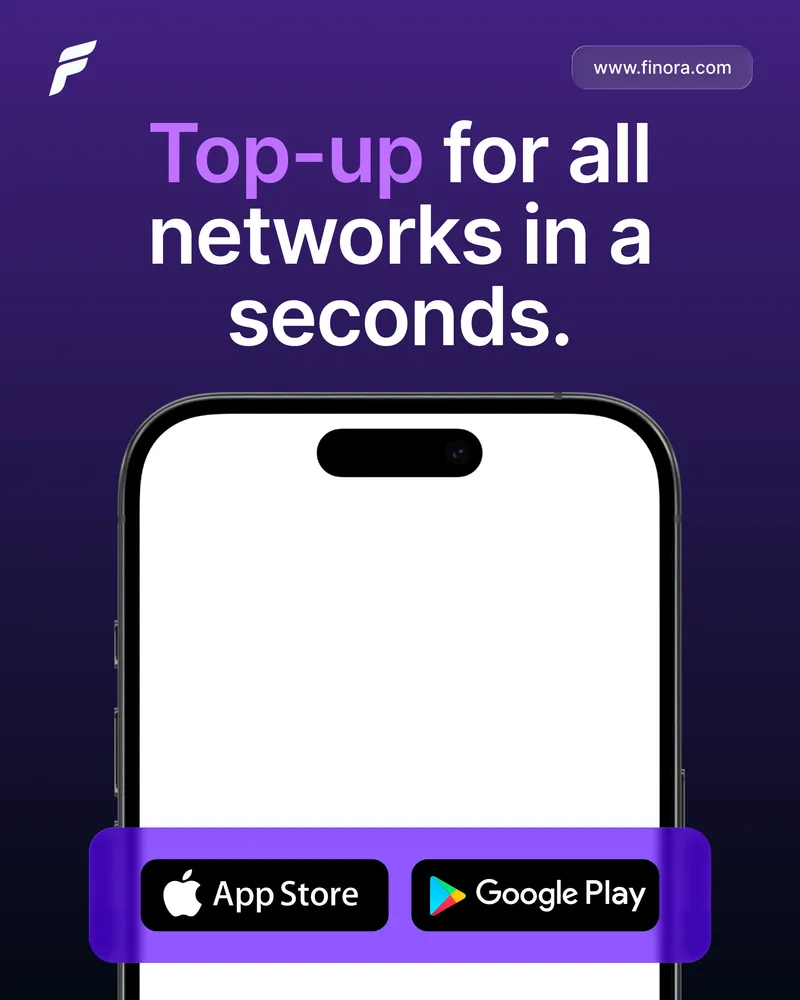 www.finora.com
Top-up for all
networks in a
seconds.
App Store
Google Play